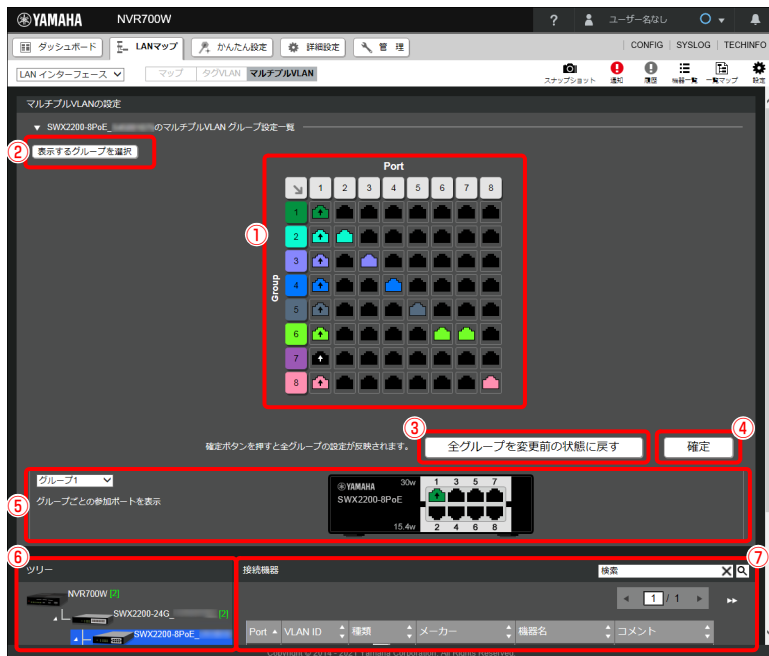 YAMAHA NVR700W ? ユーザー名なし
ダッシュボード LANマップ かんたん設定 詳細設定 管 理 CONFIG SYSLOG TECHINFO
LAN インターフェース マップ タグVLAN マルチプルVLAN スナップショット 通知 履歴 機器一覧 一覧マップ 設定
マルチプルVLANの設定
▼ SWX2200-8PoE_ のマルチプルVLAN グループ設定一覧
② 表示するグループを選択
Port
1 2 3 4 5 6 7 8
1
① 2
3
Group
4
5
6
7
8
③ ④
確定ボタンを押すと全グループの設定が反映されます。 全グループを変更前の状態に戻す 確定
⑤
グループ1
グループごとの参加ポートを表示
YAMAHA 30w 1 3 5 7
SWX2200-8PoE
15.4w 2 4 6 8
⑥ ⑦
ツリー 接続機器 検索
NVR700W [2] 1 / 1
SWX2200-24G_ [2]
SWX2200-8PoE_
Port VLAN ID 種類 メーカー 機器名 コメント
Copyright © 2014 - 2021 Yamaha Corporation. All Rights Reserved.